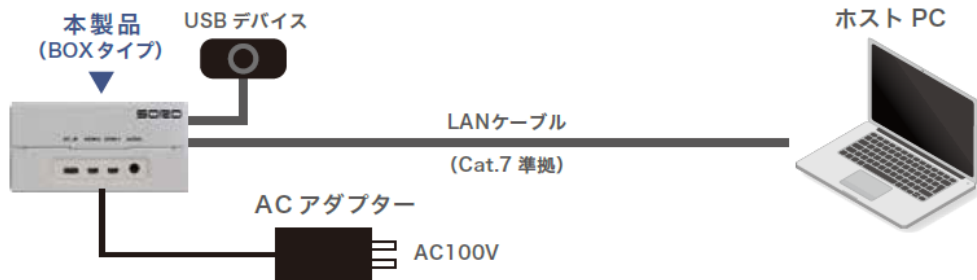 本製品
(BOXタイプ)
USB デバイス
ホスト PC
LANケーブル
(Cat.7 準拠)
AC アダプター
AC100V